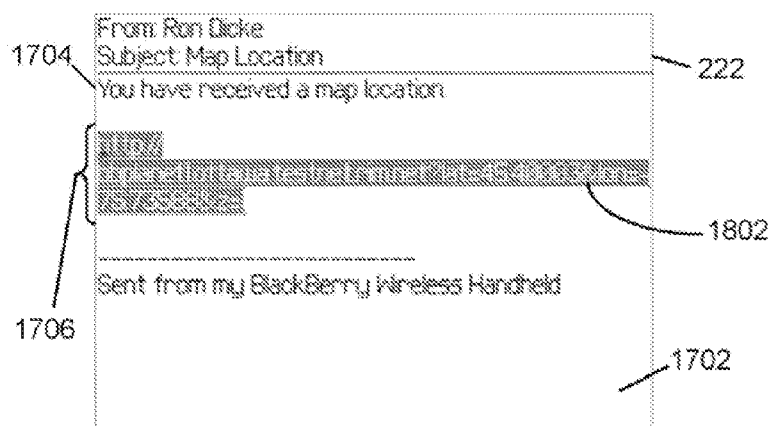 From: Ron Dicke
Subject: Map Location
1704
222
You have received a map location
http://
1802
Sent from my BlackBerry Wireless Handheld
1706
1702